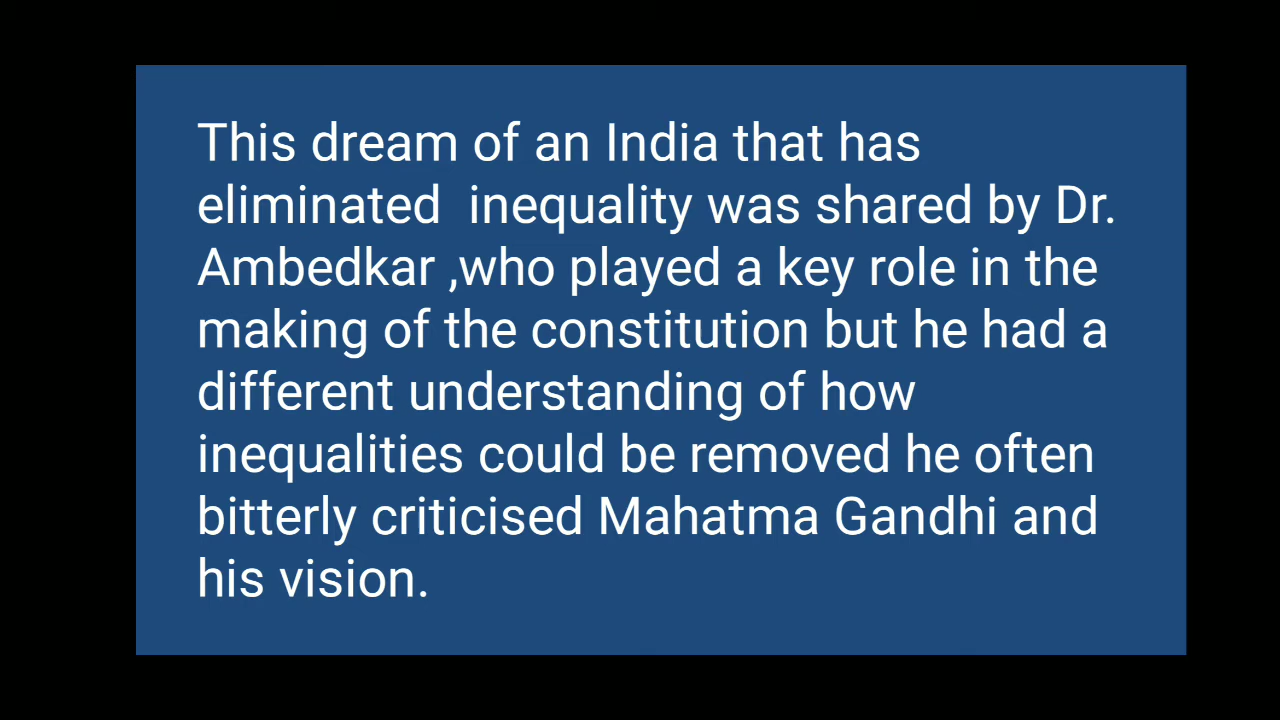 This dream of an India that has
eliminated  inequality was shared by Dr.
Ambedkar ,who played a key role in the
making of the constitution but he had a
different understanding of how
inequalities could be removed he often
bitterly criticised Mahatma Gandhi and
his vision.